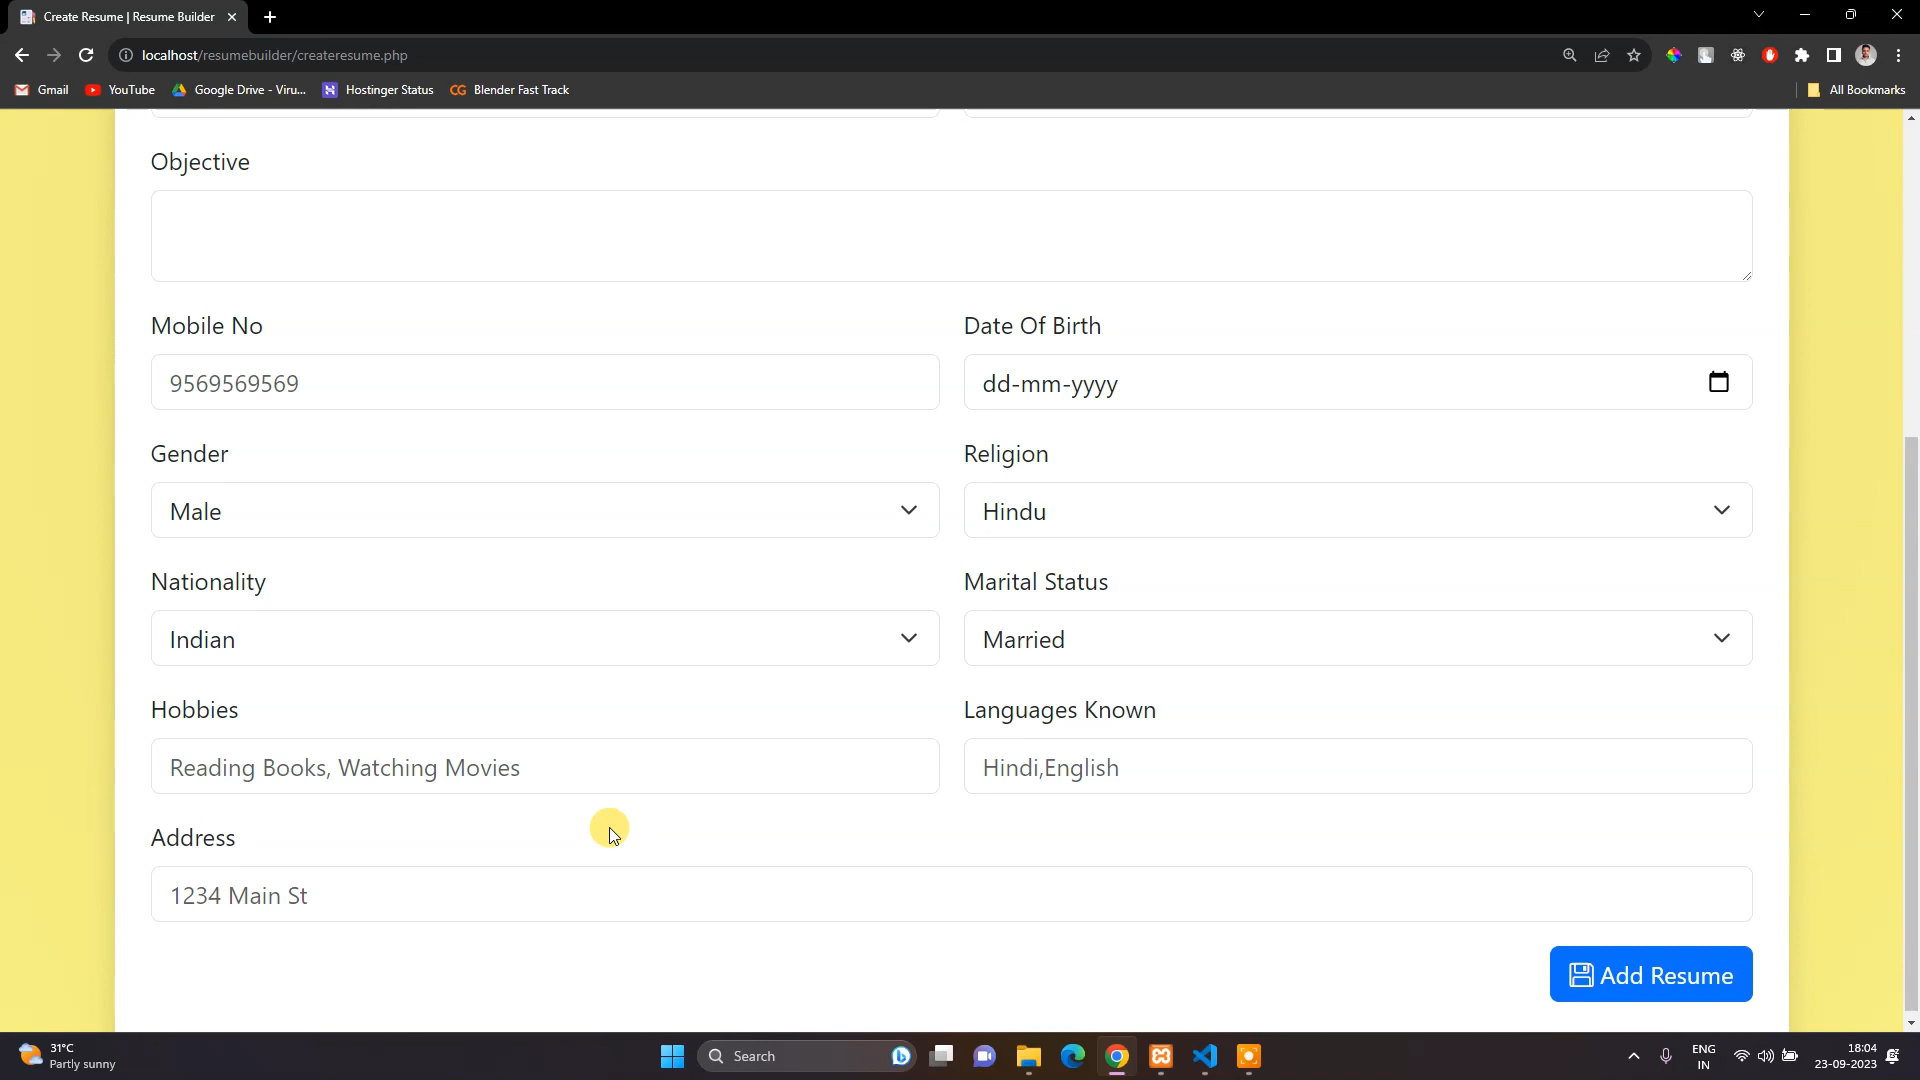 Create Resume | Resume Builder
localhost/resumebuilder/createresume.php
Gmail YouTube Google Drive - Viru... Hostinger Status CG Blender Fast Track All Bookmarks
Objective
Mobile No Date Of Birth
9569569569 dd-mm-yyyy
Gender Religion
Male Hindu
Nationality Marital Status
Indian Married
Hobbies Languages Known
Reading Books, Watching Movies Hindi,English
Address
1234 Main St
Add Resume
31°C
Partly sunny
Search
ENG
IN
18:04
23-09-2023